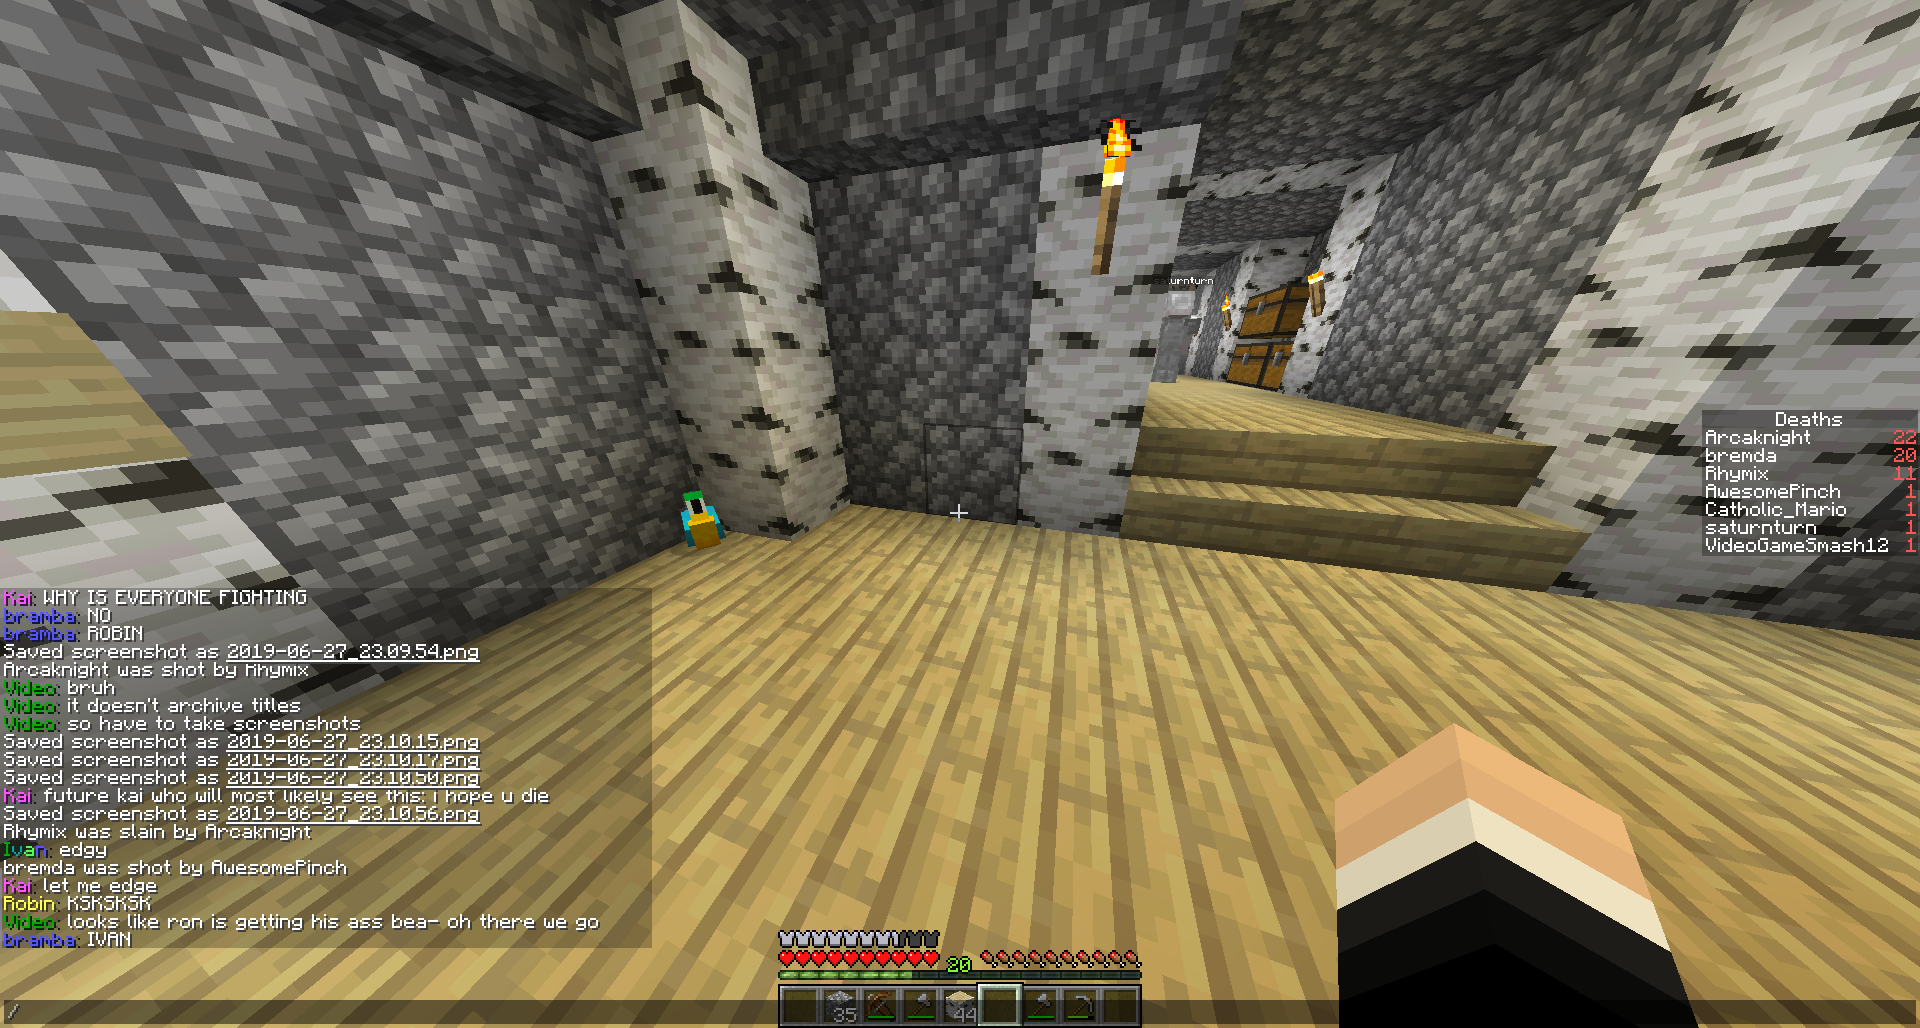 urnturn
Deaths
Arcaknight 22
bremda 20
Rhymix 11
AwesomePinch 1
Catholic_Mario 1
saturnturn 1
VideoGameSmash12 1
Kai: WHY IS EVERYONE FIGHTING
bramba: NO
bramba: ROBIN
Saved screenshot as 2019-06-27_23.09.54.png
Arcaknight was shot by Rhymix
Video: bruh
Video: it doesn't archive titles
Video: so have to take screenshots
Saved screenshot as 2019-06-27_23.10.15.png
Saved screenshot as 2019-06-27_23.10.17.png
Saved screenshot as 2019-06-27_23.10.50.png
Kai: future kai who will most likely see this: i hope u die
Saved screenshot as 2019-06-27_23.10.56.png
Rhymix was slain by Arcaknight
Ivan: edgy
bremda was shot by AwesomePinch
Kai: let me edge
Robin: KSKSKSK
Video: looks like ron is getting his ass bea- oh there we go
bramba: IVAN
20
35
44
/